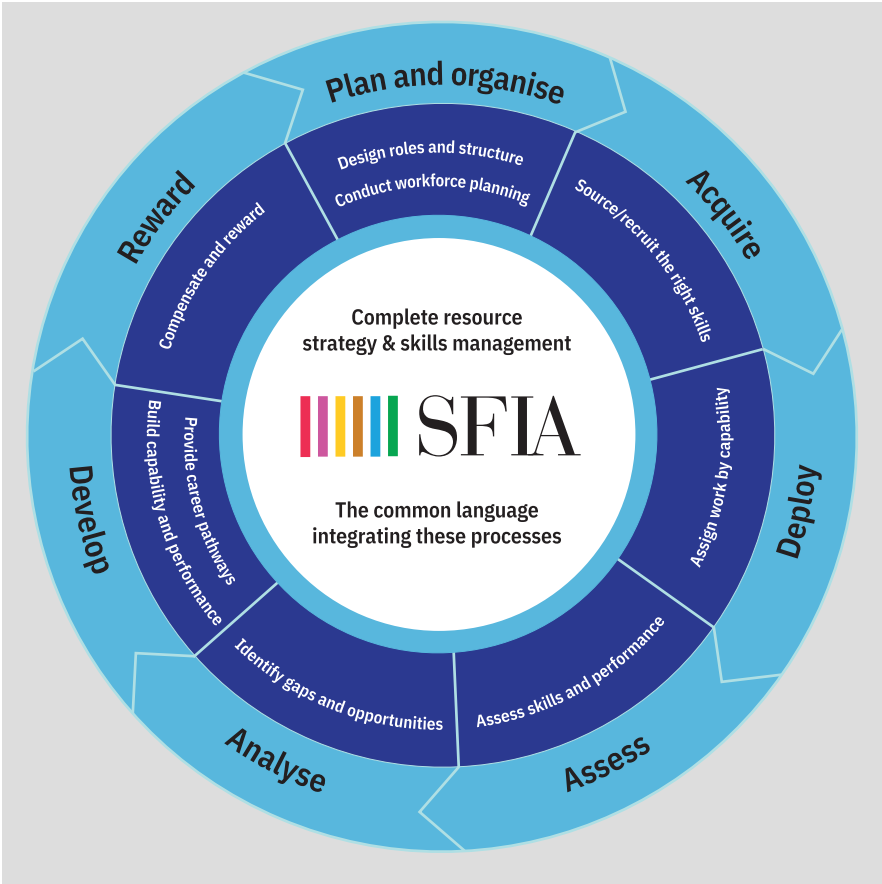 Plan and organise
Design roles and structure
Conduct workforce planning
Acquire
Source/recruit the right skills
Deploy
Assign work by capability
Assess
Assess skills and performance
Analyse
Identify gaps and opportunities
Develop
Build capability and performance
Provide career pathways
Reward
Compensate and reward
Complete resource
strategy & skills management
SFIA
The common language
integrating these processes